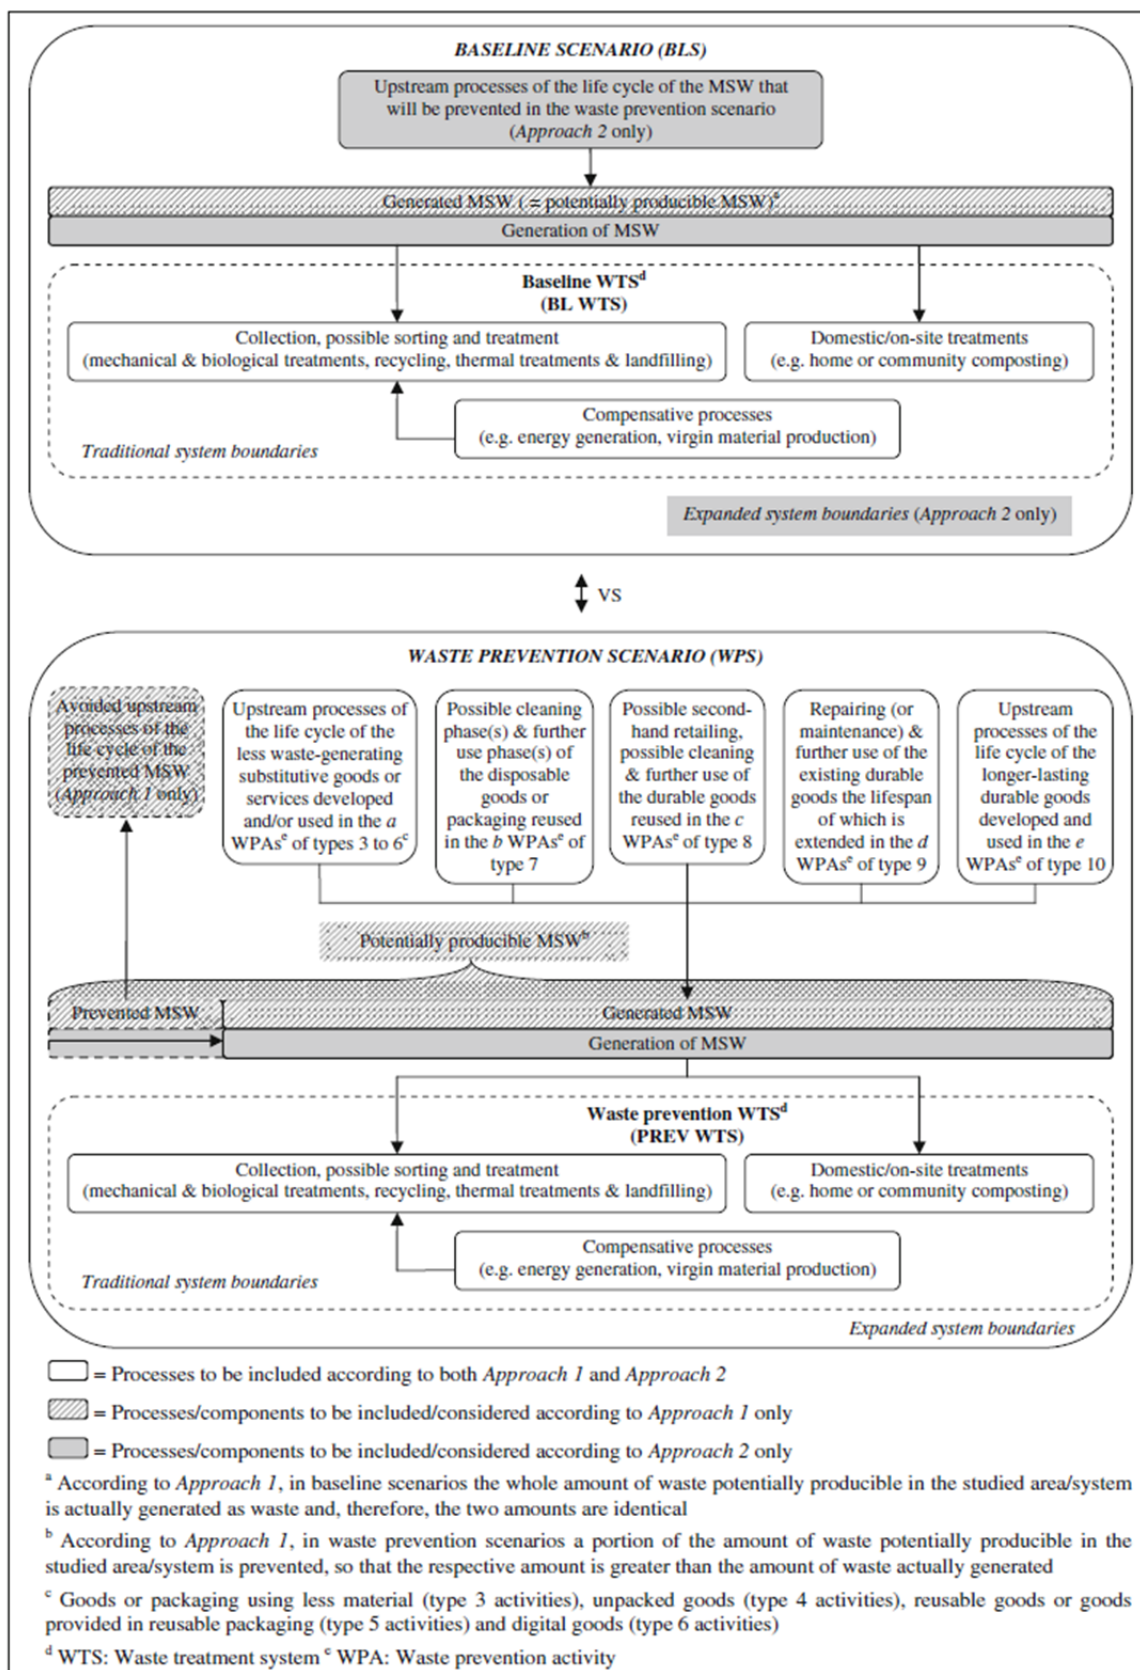 BASELINE SCENARIO (BLS)
Upstream processes of the life cycle of the MSW that
will be prevented in the waste prevention scenario
(Approach 2 only)
Generated MSW ( = potentially producible MSW)a
Generation of MSW
Baseline WTSd
(BL WTS)
Collection, possible sorting and treatment
(mechanical & biological treatments, recycling, thermal treatments & landfilling)
Domestic/on-site treatments
(e.g. home or community composting)
Compensative processes
(e.g. energy generation, virgin material production)
Traditional system boundaries
Expanded system boundaries (Approach 2 only)
VS
WASTE PREVENTION SCENARIO (WPS)
Avoided upstream
processes of the
life cycle of the
prevented MSW
(Approach 1 only)
Upstream processes of
the life cycle of the
less waste-generating
substitutive goods or
services developed
and/or used in the a
WPAse of types 3 to 6c
Possible cleaning
phase(s) & further
use phase(s) of
the disposable
goods or
packaging reused
in the b WPAse of
type 7
Possible second-
hand retailing,
possible cleaning
& further use of
the durable goods
reused in the c
WPAse of type 8
Repairing (or
maintenance) &
further use of the
existing durable
goods the lifespan
of which is
extended in the d
WPAse of type 9
Upstream
processes of the
life cycle of the
longer-lasting
durable goods
developed and
used in the e
WPAse of type 10
Potentially producible MSWb
Prevented MSW
Generated MSW
Generation of MSW
Waste prevention WTSd
(PREV WTS)
Collection, possible sorting and treatment
(mechanical & biological treatments, recycling, thermal treatments & landfilling)
Domestic/on-site treatments
(e.g. home or community composting)
Compensative processes
(e.g. energy generation, virgin material production)
Traditional system boundaries
Expanded system boundaries
= Processes to be included according to both Approach 1 and Approach 2
= Processes/components to be included/considered according to Approach 1 only
= Processes/components to be included/considered according to Approach 2 only
a According to Approach 1, in baseline scenarios the whole amount of waste potentially producible in the studied area/system
is actually generated as waste and, therefore, the two amounts are identical
b According to Approach 1, in waste prevention scenarios a portion of the amount of waste potentially producible in the
studied area/system is prevented, so that the respective amount is greater than the amount of waste actually generated
c Goods or packaging using less material (type 3 activities), unpacked goods (type 4 activities), reusable goods or goods
provided in reusable packaging (type 5 activities) and digital goods (type 6 activities)
d WTS: Waste treatment system e WPA: Waste prevention activity